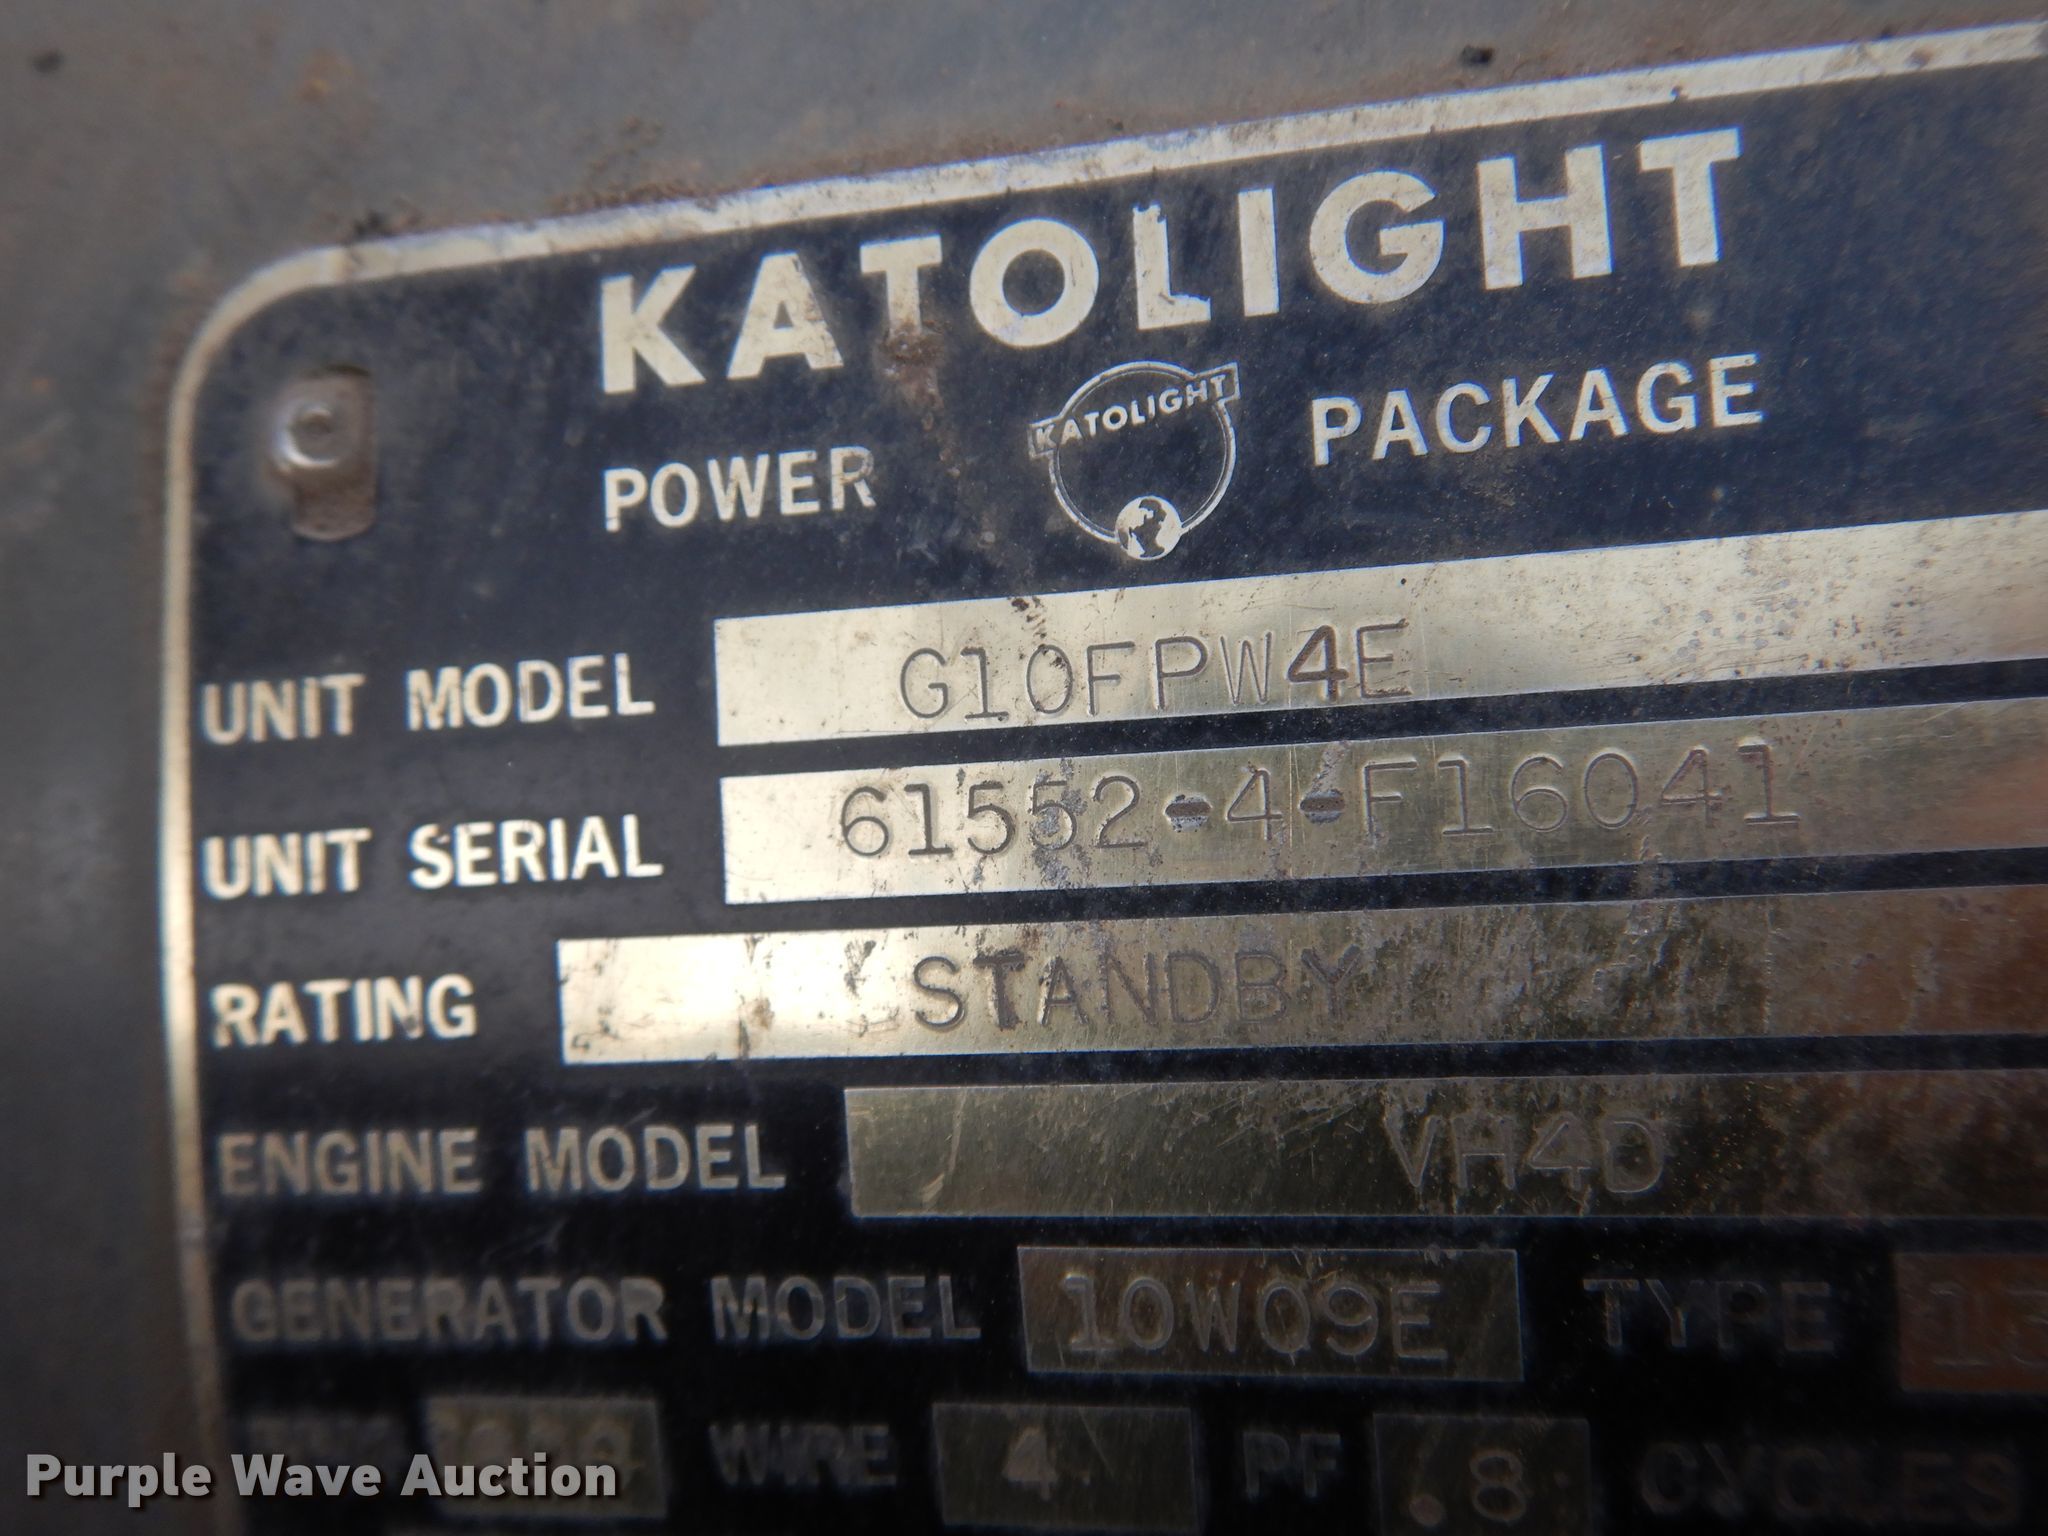 KATOLIGHT
POWER KATOLIGHT PACKAGE
UNIT MODEL G10FPW4E
UNIT SERIAL 61552-4-F16041
RATING STANDBY
ENGINE MODEL VH4D
GENERATOR MODEL 10W09E TYPE
WIRE 4 PF .8 CYCLES
Purple Wave Auction